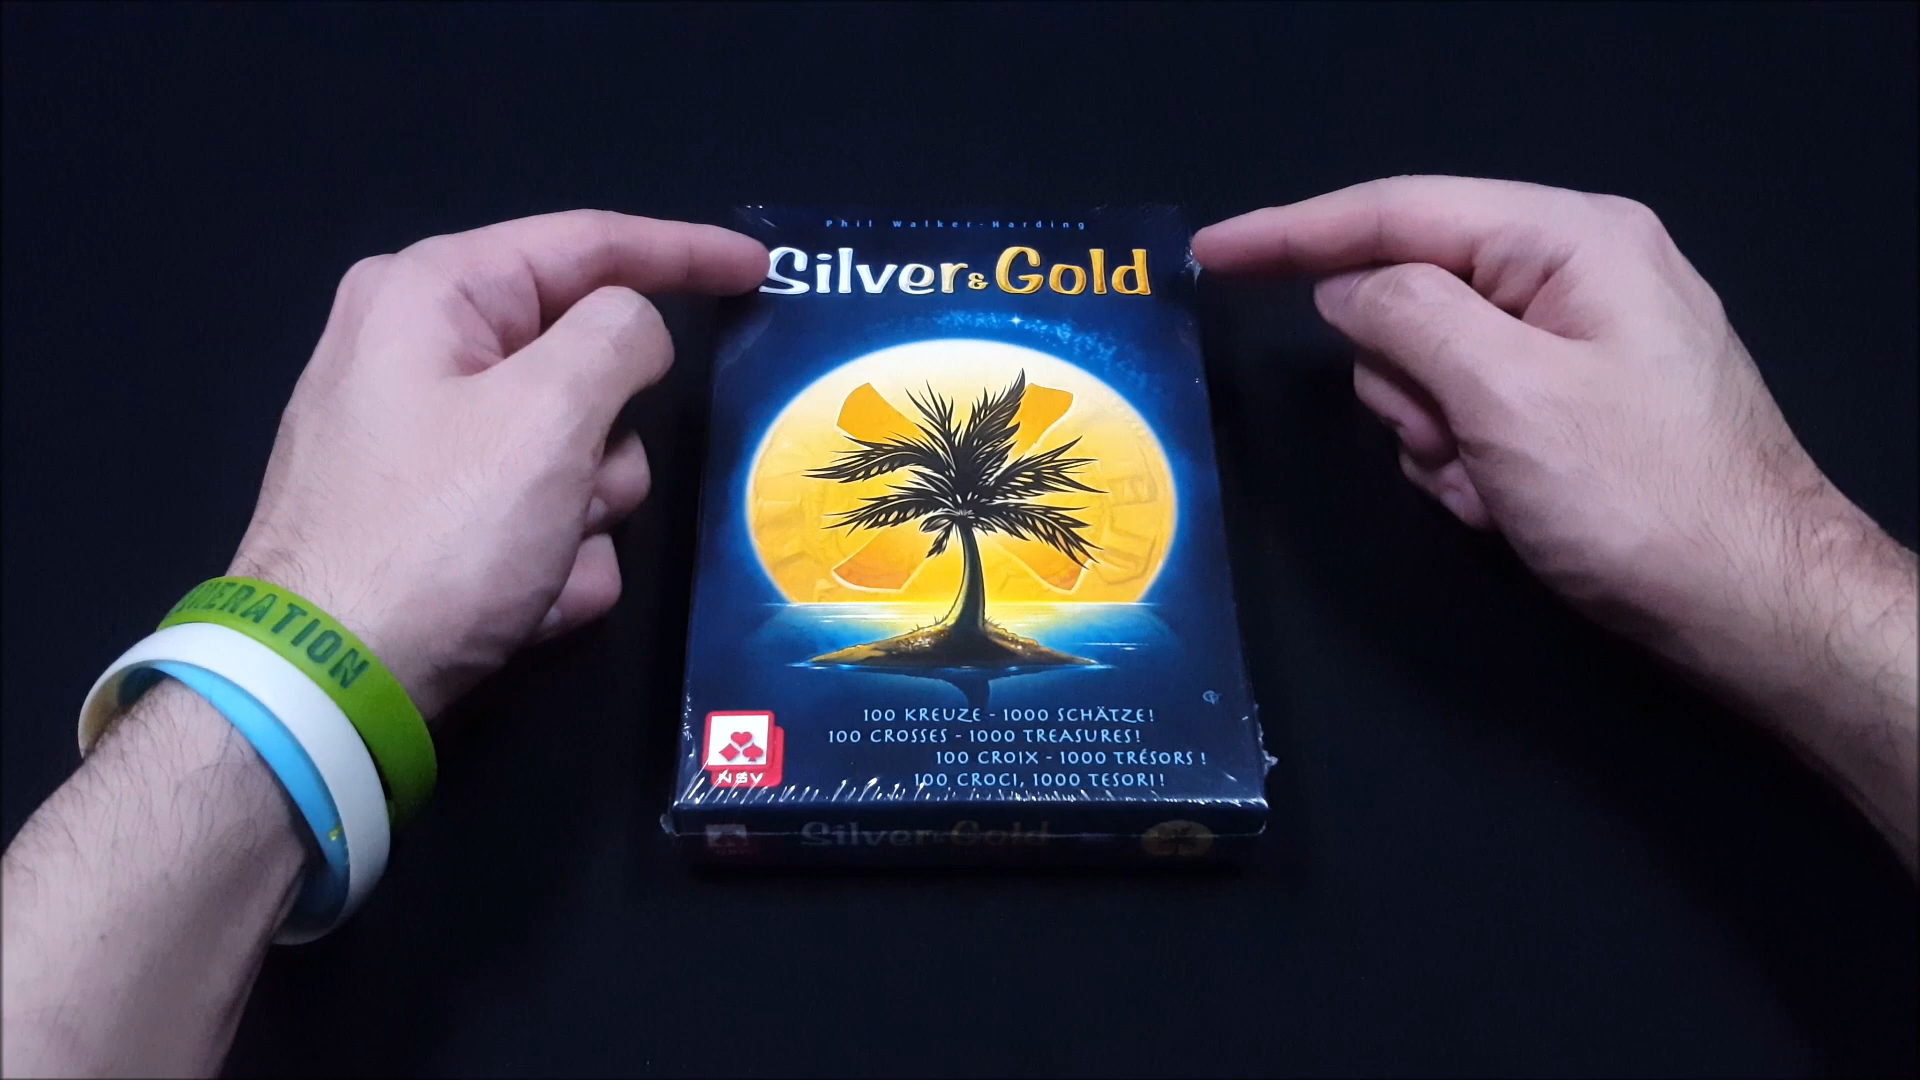 Phil Walker-Harding
Silver & Gold
100 KREUZE - 1000 SCHÄTZE!
100 CROSSES - 1000 TREASURES!
100 CROIX - 1000 TRÉSORS !
100 CROCI, 1000 TESORI!
NSV
Silver & Gold